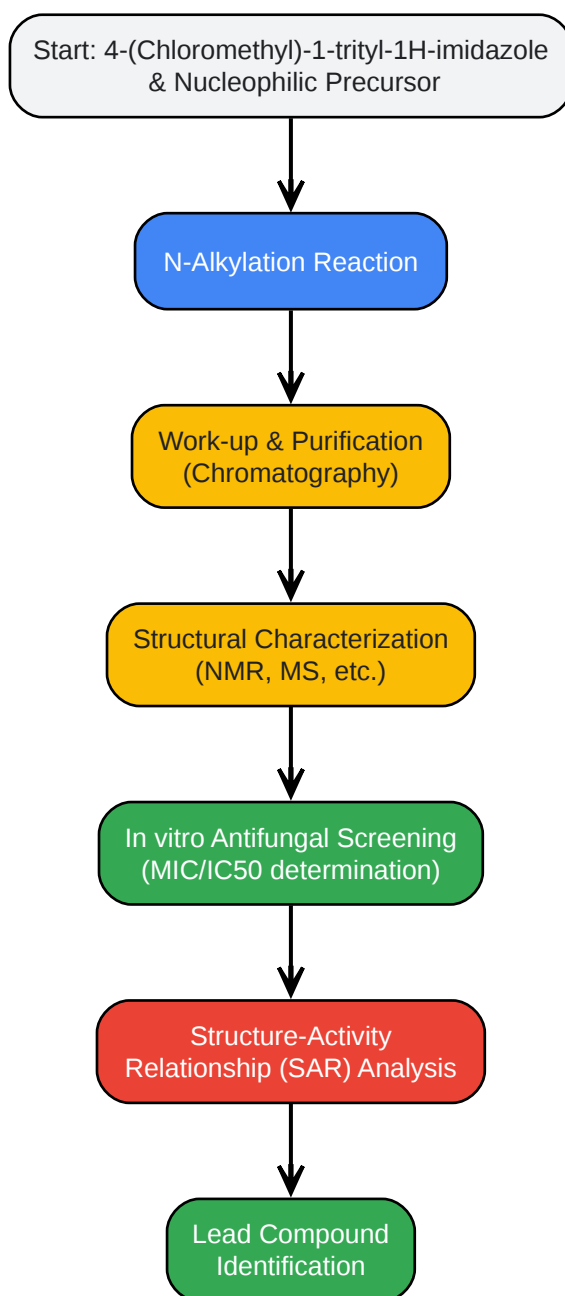 Start: 4-(Chloromethyl)-1-trityl-1H-imidazole
& Nucleophilic Precursor
N-Alkylation Reaction
Work-up & Purification
(Chromatography)
Structural Characterization
(NMR, MS, etc.)
In vitro Antifungal Screening
(MIC/IC50 determination)
Structure-Activity
Relationship (SAR) Analysis
Lead Compound
Identification